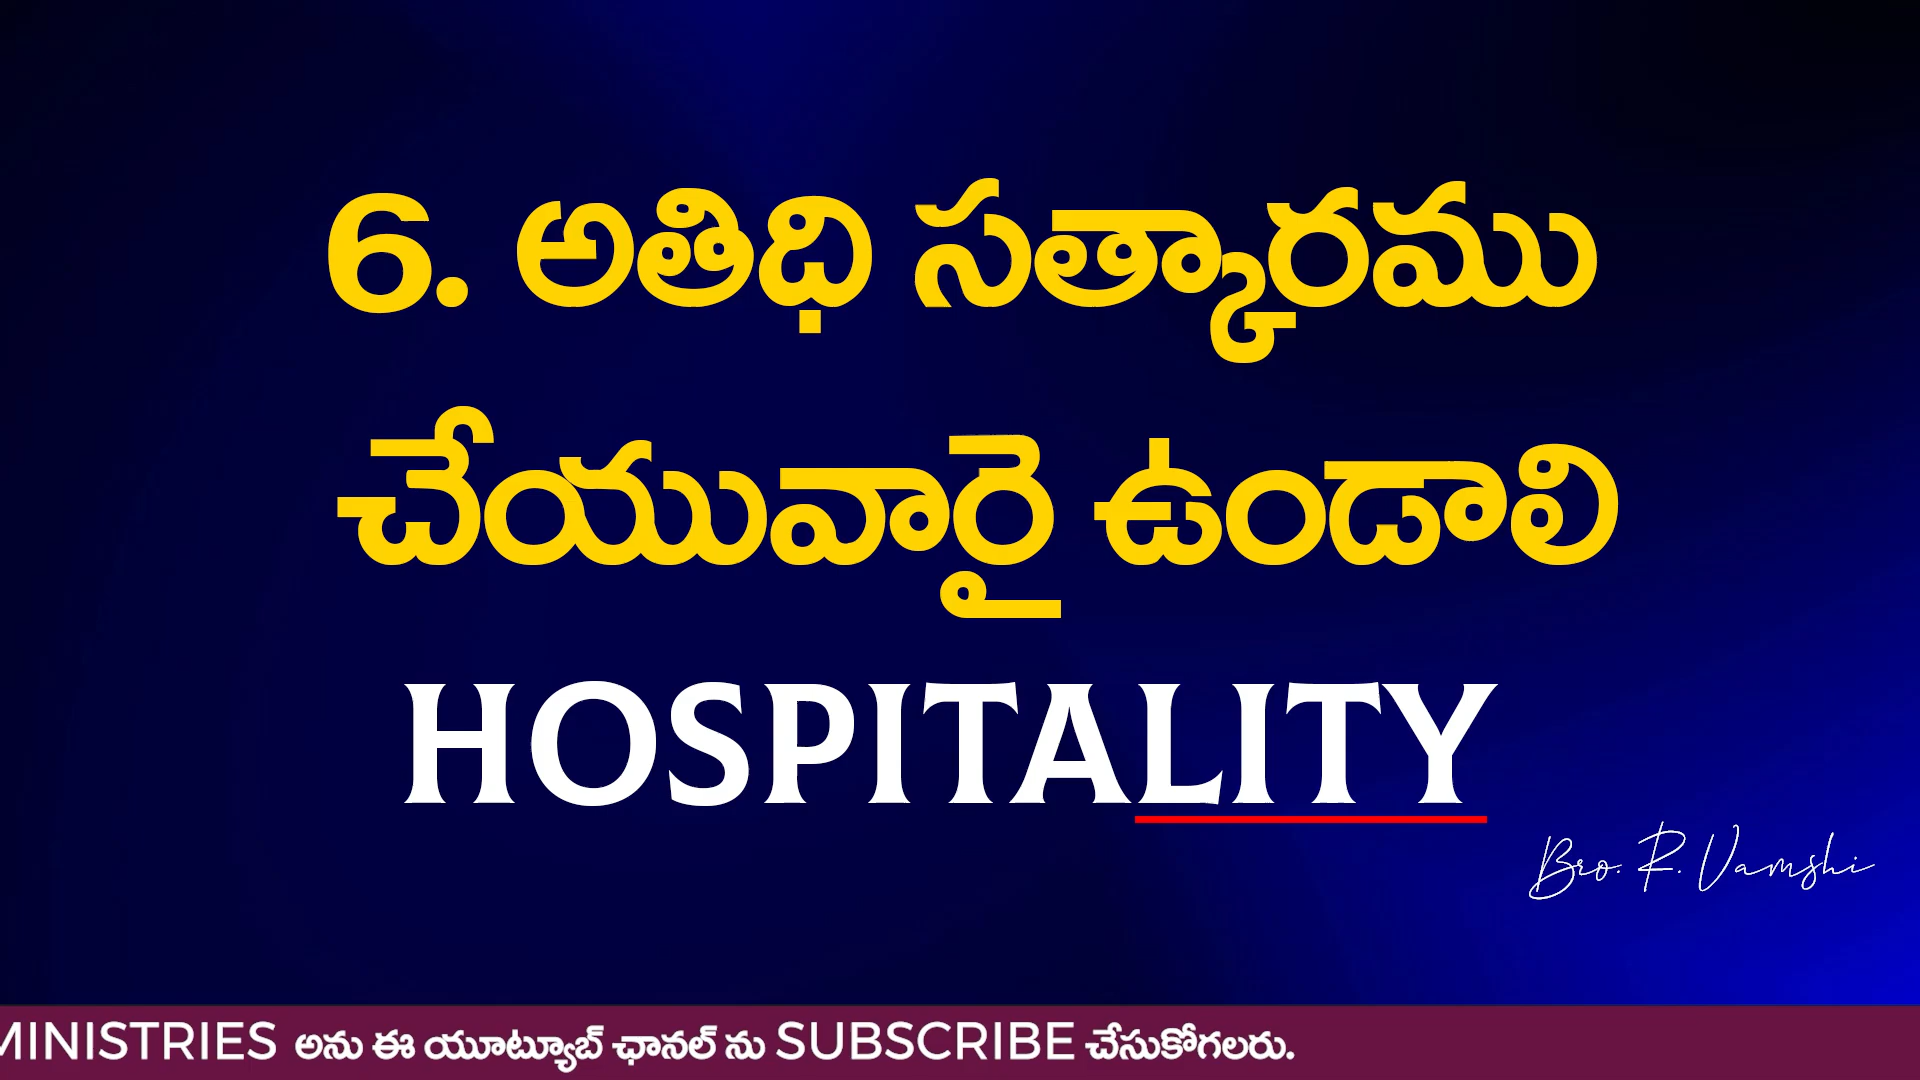 6. అతిధి సత్కారము
చేయువారై ఉండాలి
HOSPITALITY
Bro. R. Vamshi
MINISTRIES అను ఈ యూట్యూబ్ ఛానల్ ను SUBSCRIBE చేసుకోగలరు.